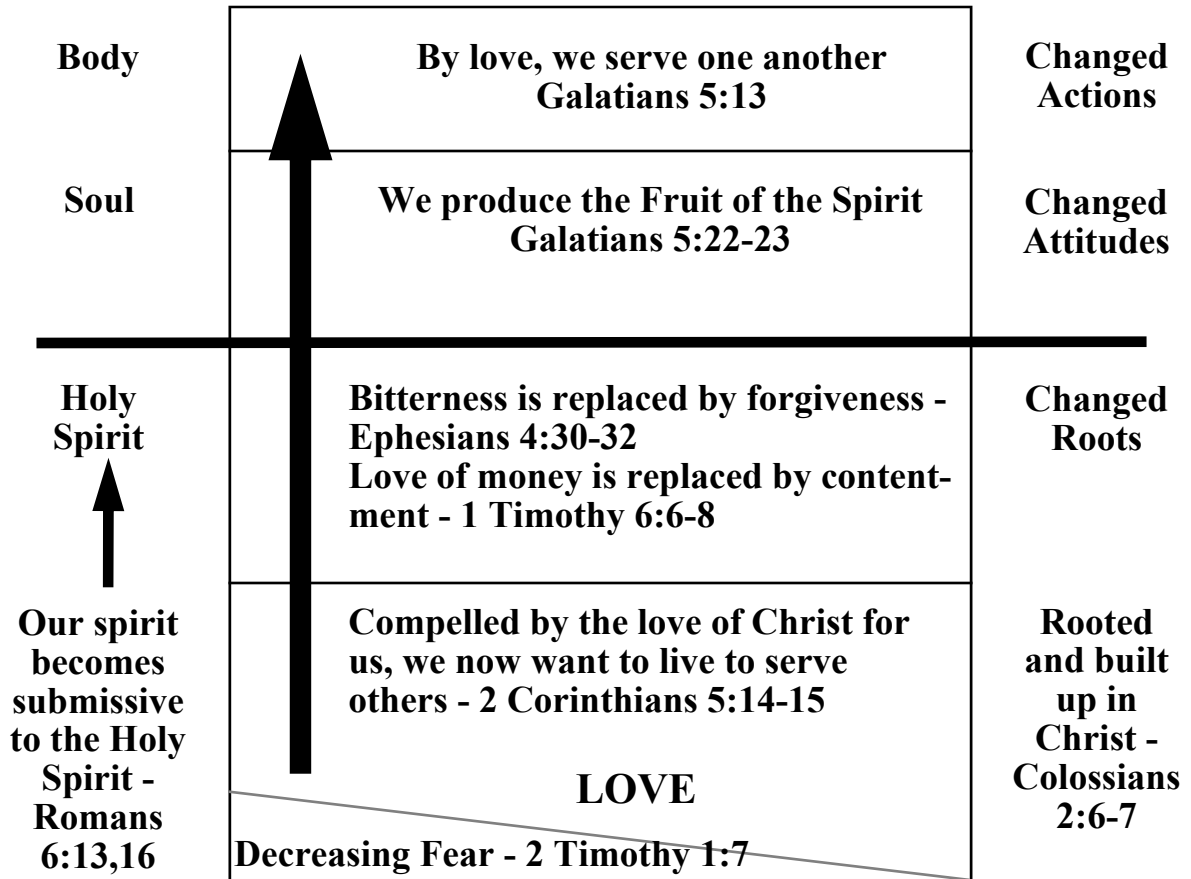 Body
By love, we serve one another
Galatians 5:13
Changed
Actions
Soul
We produce the Fruit of the Spirit
Galatians 5:22-23
Changed
Attitudes
Holy
Spirit
Bitterness is replaced by forgiveness -
Ephesians 4:30-32
Love of money is replaced by content-
ment - 1 Timothy 6:6-8
Changed
Roots
Our spirit
becomes
submissive
to the Holy
Spirit -
Romans
6:13,16
Compelled by the love of Christ for
us, we now want to live to serve
others - 2 Corinthians 5:14-15
LOVE
Decreasing Fear - 2 Timothy 1:7
Rooted
and built
up in
Christ -
Colossians
2:6-7